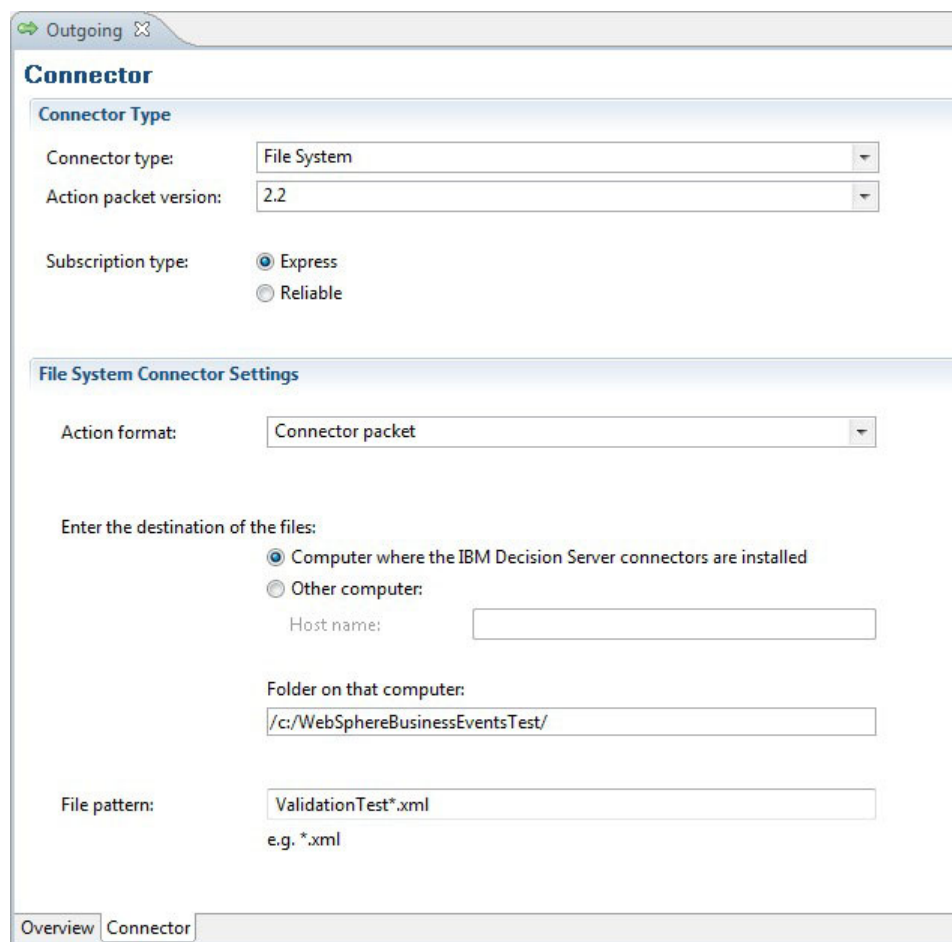 Outgoing
Connector
Connector Type
Connector type: File System
Action packet version: 2.2
Subscription type: Express
Reliable
File System Connector Settings
Action format: Connector packet
Enter the destination of the files:
Computer where the IBM Decision Server connectors are installed
Other computer:
Host name:
Folder on that computer:
/c:/WebSphereBusinessEventsTest/
File pattern: ValidationTest*.xml
e.g. *.xml
Overview Connector